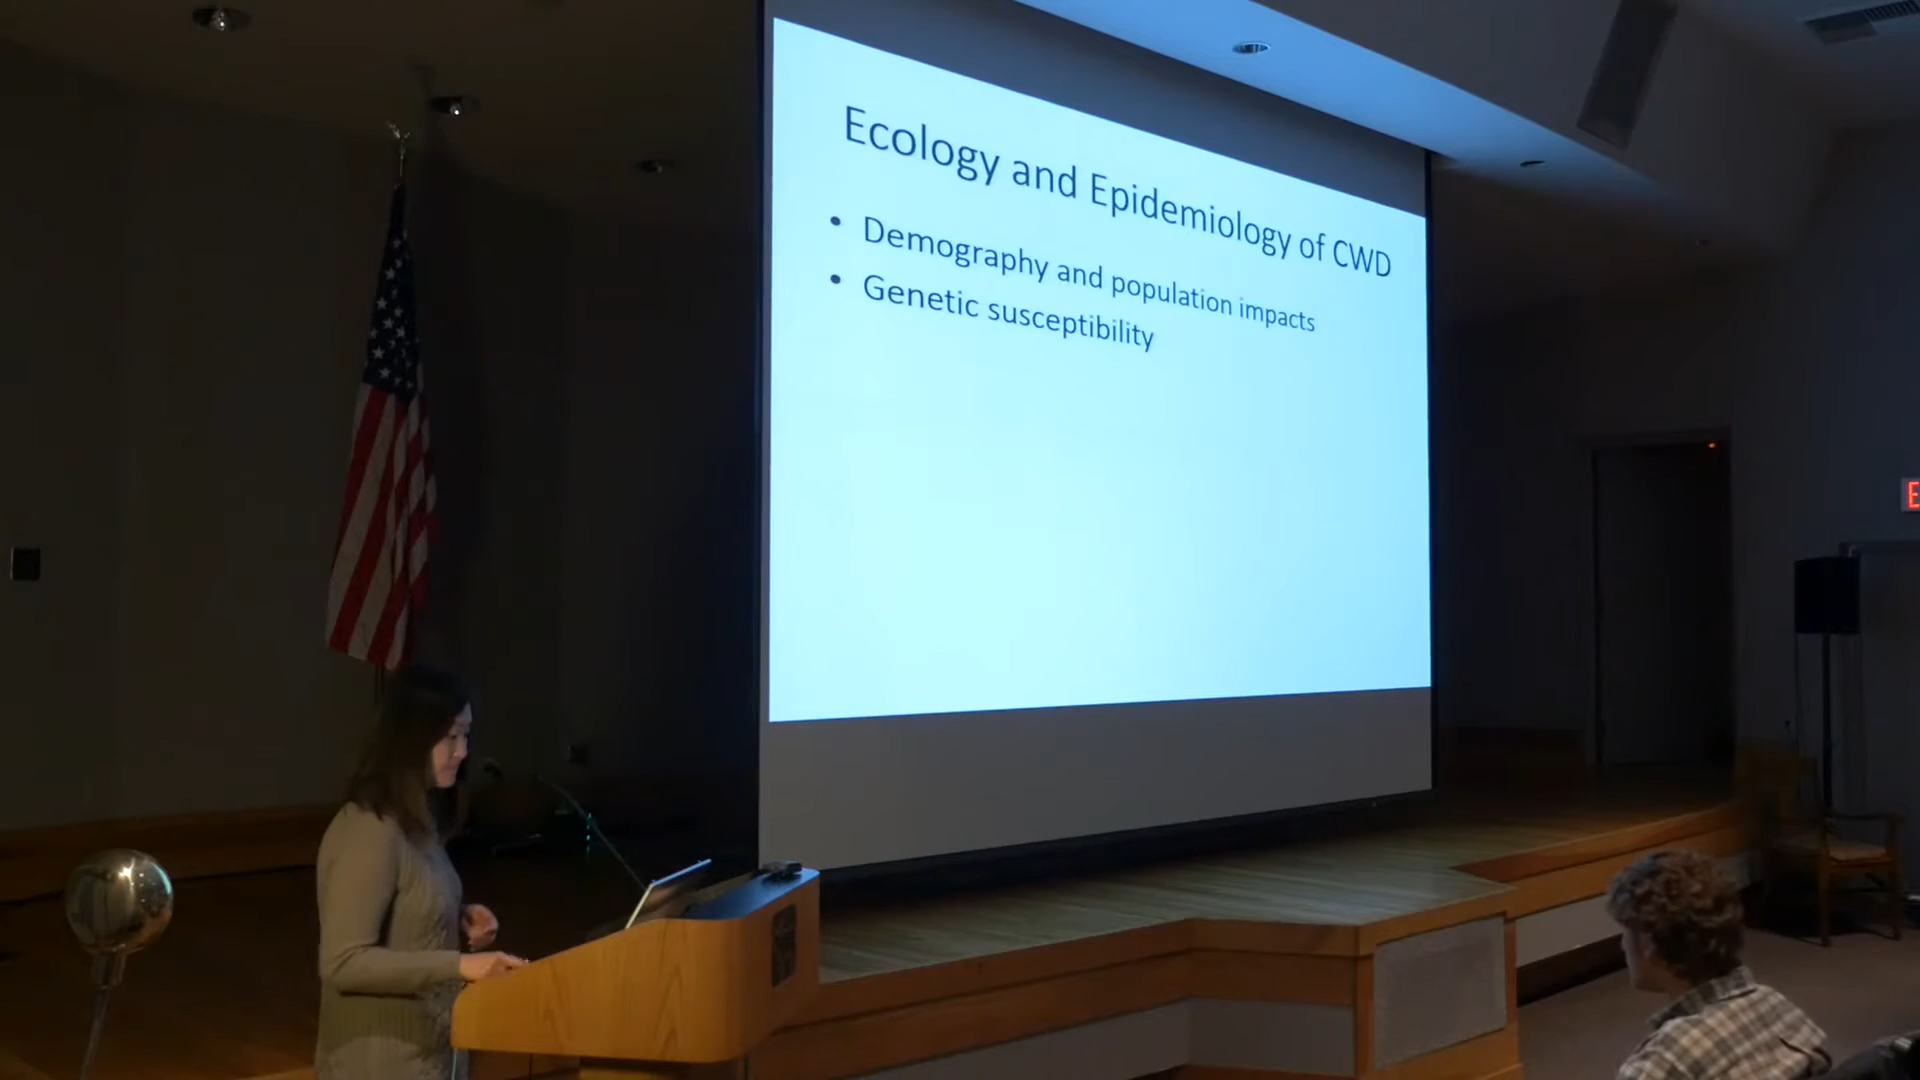 Ecology and Epidemiology of CWD
• Demography and population impacts
• Genetic susceptibility
E